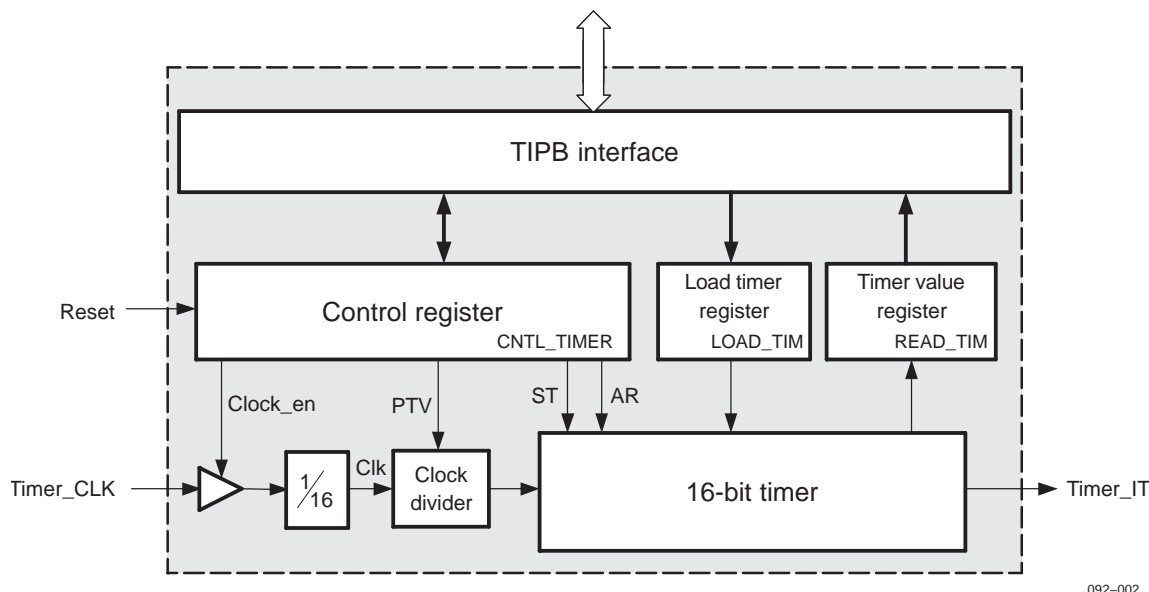 TIPB interface
Load timer
register
LOAD_TIM
Timer value
register
READ_TIM
Control register
CNTL_TIMER
Reset
Clock_en
PTV
ST
AR
Timer_CLK
1/16
Clk
Clock
divider
16-bit timer
Timer_IT
092–002